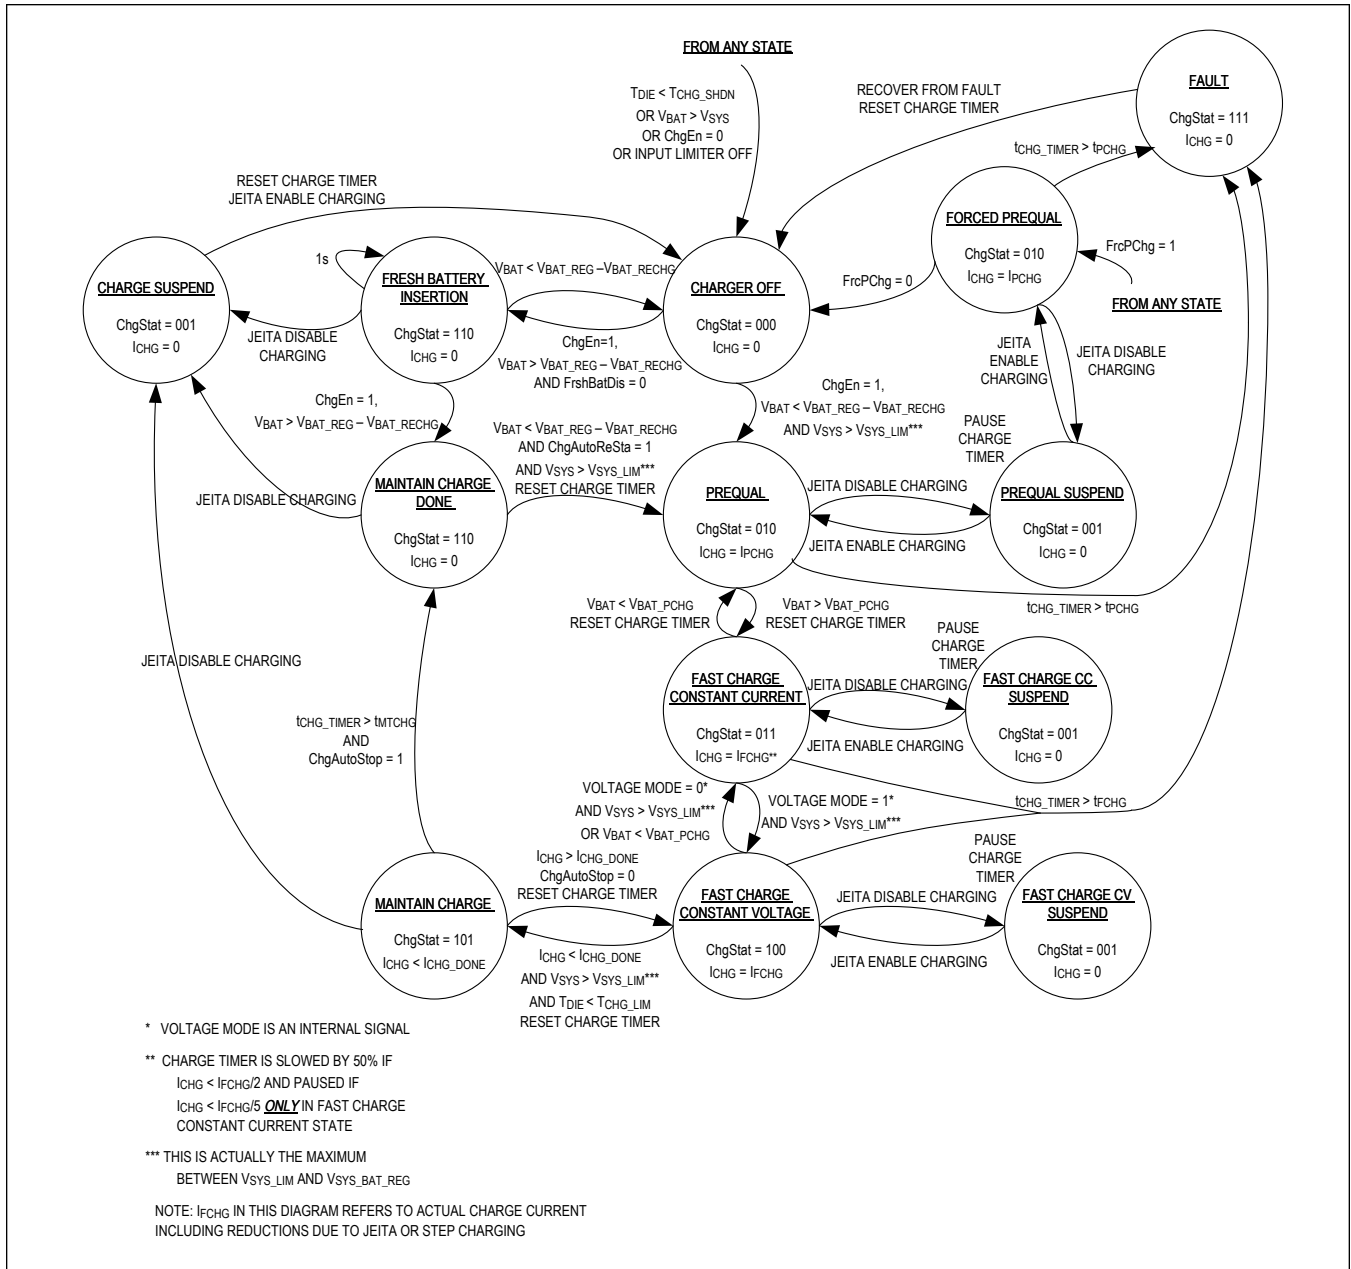 FROM ANY STATE
TDIE < TCHG_SHDN
OR VBAT > VSYS
OR ChgEn = 0
OR INPUT LIMITER OFF
RECOVER FROM FAULT
RESET CHARGE TIMER
FAULT
ChgStat = 111
ICHG = 0
tCHG_TIMER > tPCHG
RESET CHARGE TIMER
JEITA ENABLE CHARGING
FORCED PREQUAL
ChgStat = 010
ICHG = IPCHG
FrcPChg = 1
FROM ANY STATE
FrcPChg = 0
1s
CHARGE SUSPEND
ChgStat = 001
ICHG = 0
FRESH BATTERY
INSERTION
ChgStat = 110
ICHG = 0
VBAT < VBAT_REG –VBAT_RECHG
CHARGER OFF
ChgStat = 000
ICHG = 0
JEITA DISABLE
CHARGING
ChgEn=1,
VBAT > VBAT_REG – VBAT_RECHG
AND FrshBatDis = 0
JEITA
ENABLE
CHARGING
JEITA DISABLE
CHARGING
ChgEn = 1,
VBAT > VBAT_REG – VBAT_RECHG
ChgEn = 1,
VBAT < VBAT_REG – VBAT_RECHG
AND VSYS > VSYS_LIM***
VBAT < VBAT_REG – VBAT_RECHG
AND ChgAutoReSta = 1
AND VSYS > VSYS_LIM***
RESET CHARGE TIMER
PAUSE
CHARGE
TIMER
JEITA DISABLE CHARGING
MAINTAIN CHARGE
DONE
ChgStat = 110
ICHG = 0
PREQUAL
ChgStat = 010
ICHG = IPCHG
JEITA DISABLE CHARGING
JEITA ENABLE CHARGING
PREQUAL SUSPEND
ChgStat = 001
ICHG = 0
tCHG_TIMER > tPCHG
VBAT < VBAT_PCHG
RESET CHARGE TIMER
VBAT > VBAT_PCHG
RESET CHARGE TIMER
PAUSE
CHARGE
TIMER
JEITA DISABLE CHARGING
FAST CHARGE
CONSTANT CURRENT
ChgStat = 011
ICHG = IFCHG**
JEITA DISABLE CHARGING
JEITA ENABLE CHARGING
FAST CHARGE CC
SUSPEND
ChgStat = 001
ICHG = 0
tCHG_TIMER > tMTCHG
AND
ChgAutoStop = 1
tCHG_TIMER > tFCHG
VOLTAGE MODE = 0*
AND VSYS > VSYS_LIM***
OR VBAT < VBAT_PCHG
VOLTAGE MODE = 1*
AND VSYS > VSYS_LIM***
PAUSE
CHARGE
TIMER
ICHG > ICHG_DONE
ChgAutoStop = 0
RESET CHARGE TIMER
MAINTAIN CHARGE
ChgStat = 101
ICHG < ICHG_DONE
FAST CHARGE
CONSTANT VOLTAGE
ChgStat = 100
ICHG = IFCHG
JEITA DISABLE CHARGING
JEITA ENABLE CHARGING
FAST CHARGE CV
SUSPEND
ChgStat = 001
ICHG = 0
ICHG < ICHG_DONE
AND VSYS > VSYS_LIM***
AND TDIE < TCHG_LIM
RESET CHARGE TIMER
* VOLTAGE MODE IS AN INTERNAL SIGNAL
** CHARGE TIMER IS SLOWED BY 50% IF
ICHG < IFCHG/2 AND PAUSED IF
ICHG < IFCHG/5 ONLY IN FAST CHARGE
CONSTANT CURRENT STATE
*** THIS IS ACTUALLY THE MAXIMUM
BETWEEN VSYS_LIM AND VSYS_BAT_REG
NOTE: IFCHG IN THIS DIAGRAM REFERS TO ACTUAL CHARGE CURRENT
INCLUDING REDUCTIONS DUE TO JEITA OR STEP CHARGING